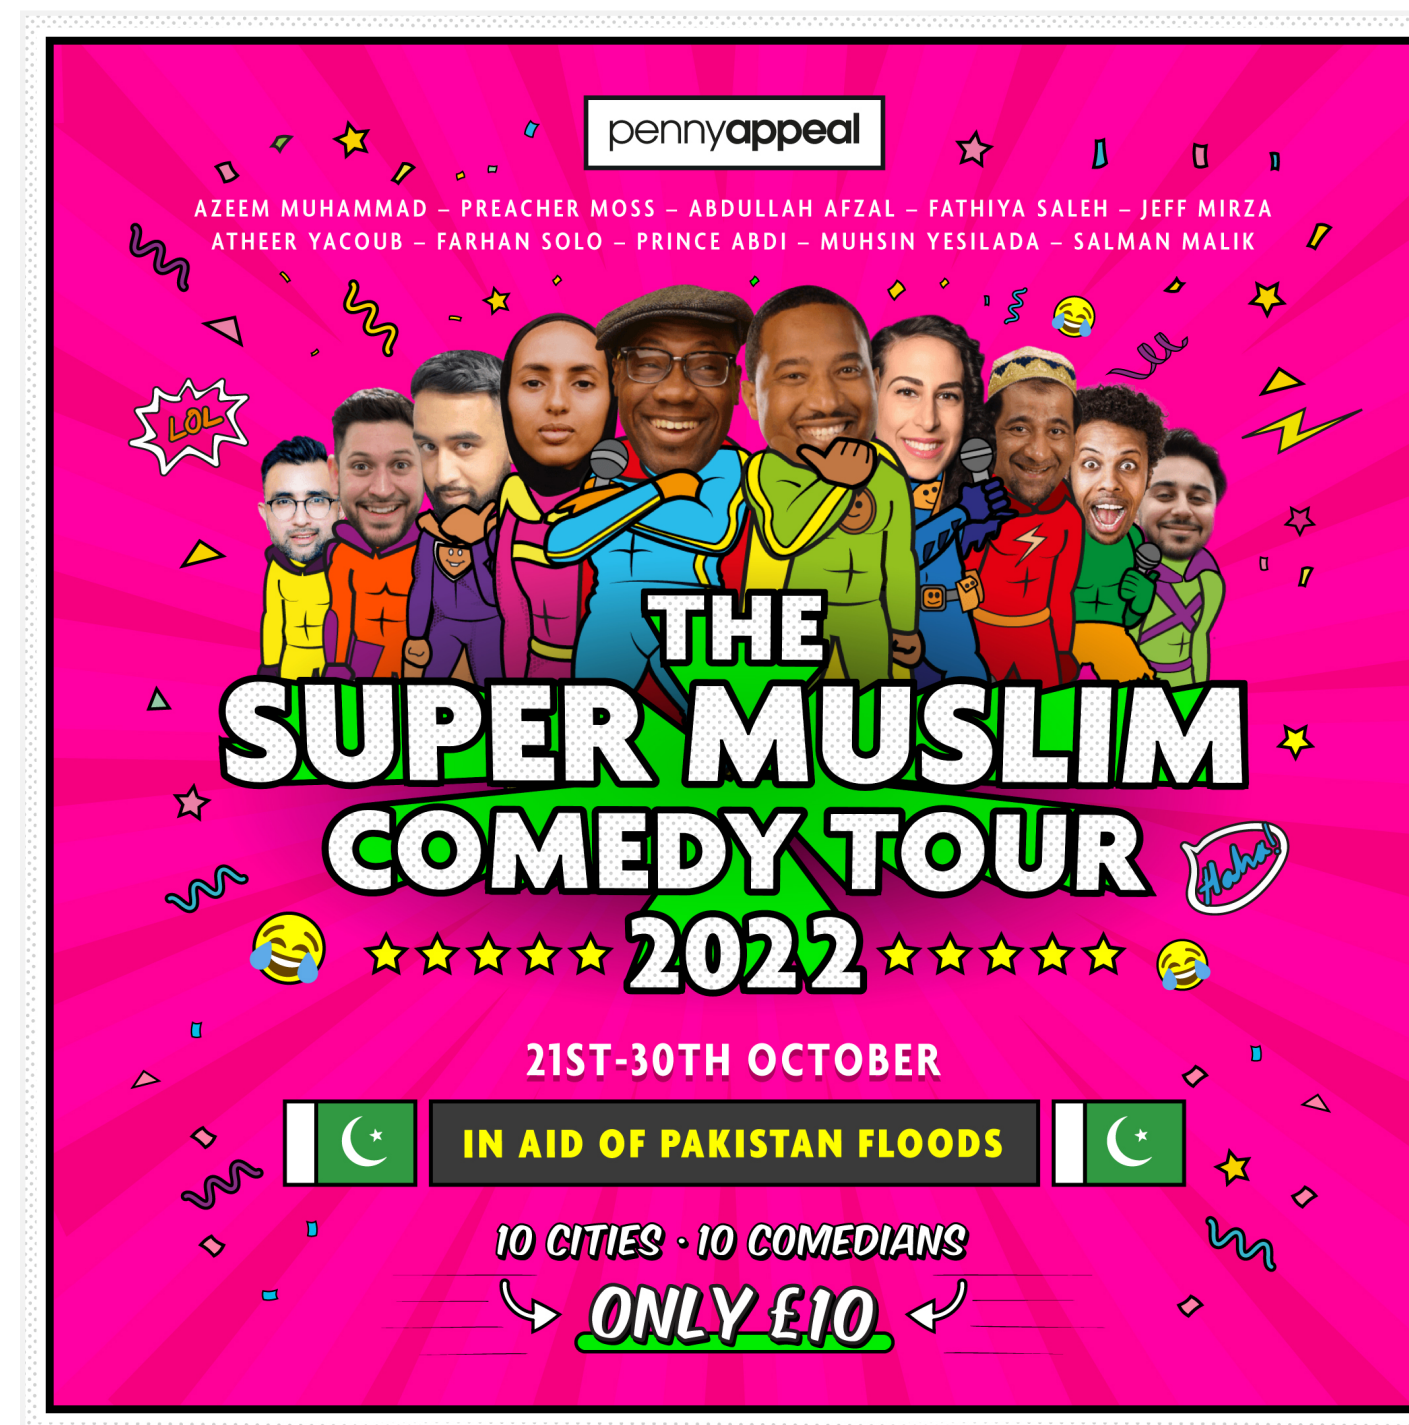 pennyappeal
AZEEM MUHAMMAD – PREACHER MOSS – ABDULLAH AFZAL – FATHIYA SALEH – JEFF MIRZA
ATHEER YACOUB – FARHAN SOLO – PRINCE ABDI – MUHSIN YESILADA – SALMAN MALIK
LOL
THE
SUPER MUSLIM
COMEDY TOUR
Haha!
2022
21ST-30TH OCTOBER
IN AID OF PAKISTAN FLOODS
10 CITIES · 10 COMEDIANS
ONLY £10